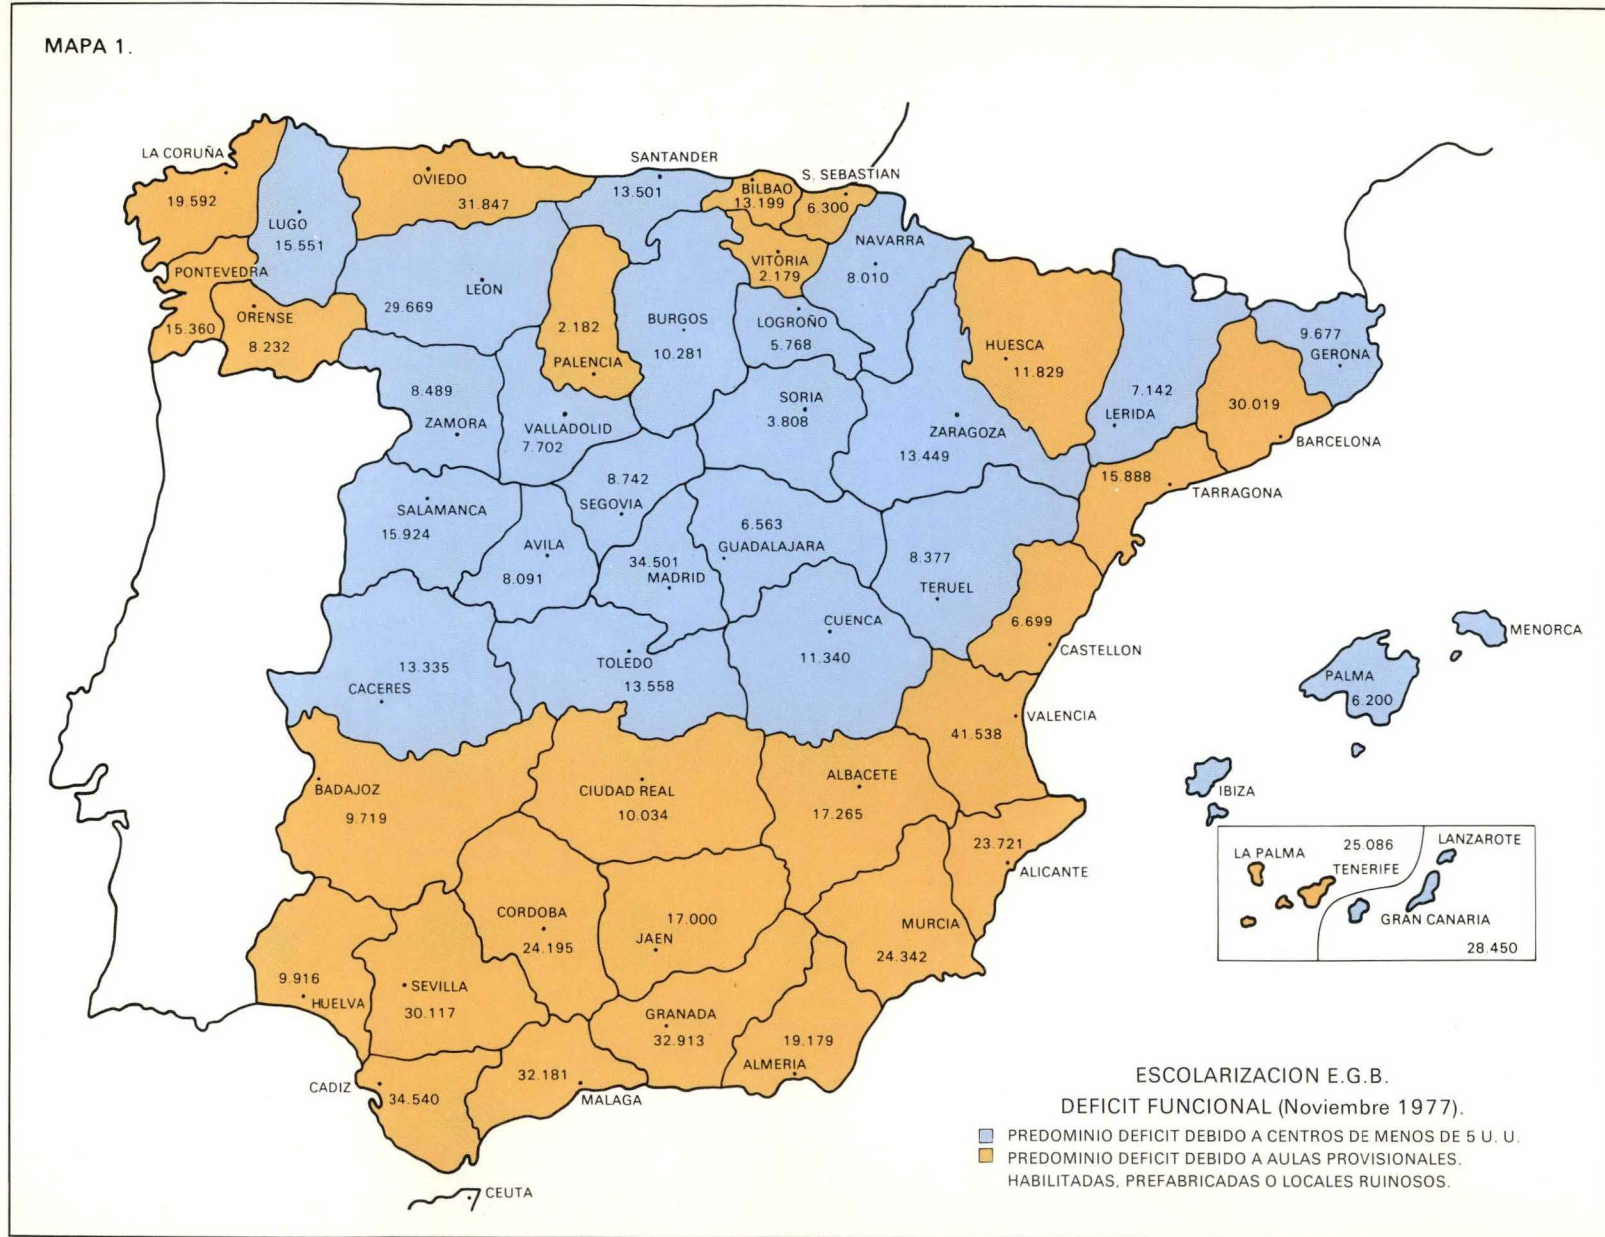 MAPA 1.
LA CORUÑA
19.592
LUGO
15.551
OVIEDO
31.847
SANTANDER
13.501
BILBAO
13.199
S. SEBASTIAN
6.300
VITORIA
2.179
NAVARRA
8.010
PONTEVEDRA
15.360
ORENSE
8.232
LEON
29.669
2.182
PALENCIA
BURGOS
10.281
LOGROÑO
5.768
HUESCA
11.829
7.142
LERIDA
9.677
GERONA
30.019
BARCELONA
8.489
ZAMORA
VALLADOLID
7.702
SORIA
3.808
ZARAGOZA
13.449
15.888
TARRAGONA
SALAMANCA
15.924
AVILA
8.091
8.742
SEGOVIA
34.501
MADRID
6.563
GUADALAJARA
8.377
TERUEL
6.699
CASTELLON
13.335
CACERES
TOLEDO
13.558
CUENCA
11.340
VALENCIA
41.538
MENORCA
PALMA
6.200
IBIZA
BADAJOZ
9.719
CIUDAD REAL
10.034
ALBACETE
17.265
23.721
ALICANTE
CORDOBA
24.195
17.000
JAEN
MURCIA
24.342
9.916
HUELVA
SEVILLA
30.117
GRANADA
32.913
19.179
ALMERIA
CADIZ
34.540
32.181
MALAGA
CEUTA
LA PALMA
25.086
TENERIFE
LANZAROTE
GRAN CANARIA
28.450
ESCOLARIZACION E.G.B.
DEFICIT FUNCIONAL (Noviembre 1977).
PREDOMINIO DEFICIT DEBIDO A CENTROS DE MENOS DE 5 U. U.
PREDOMINIO DEFICIT DEBIDO A AULAS PROVISIONALES.
HABILITADAS, PREFABRICADAS O LOCALES RUINOSOS.